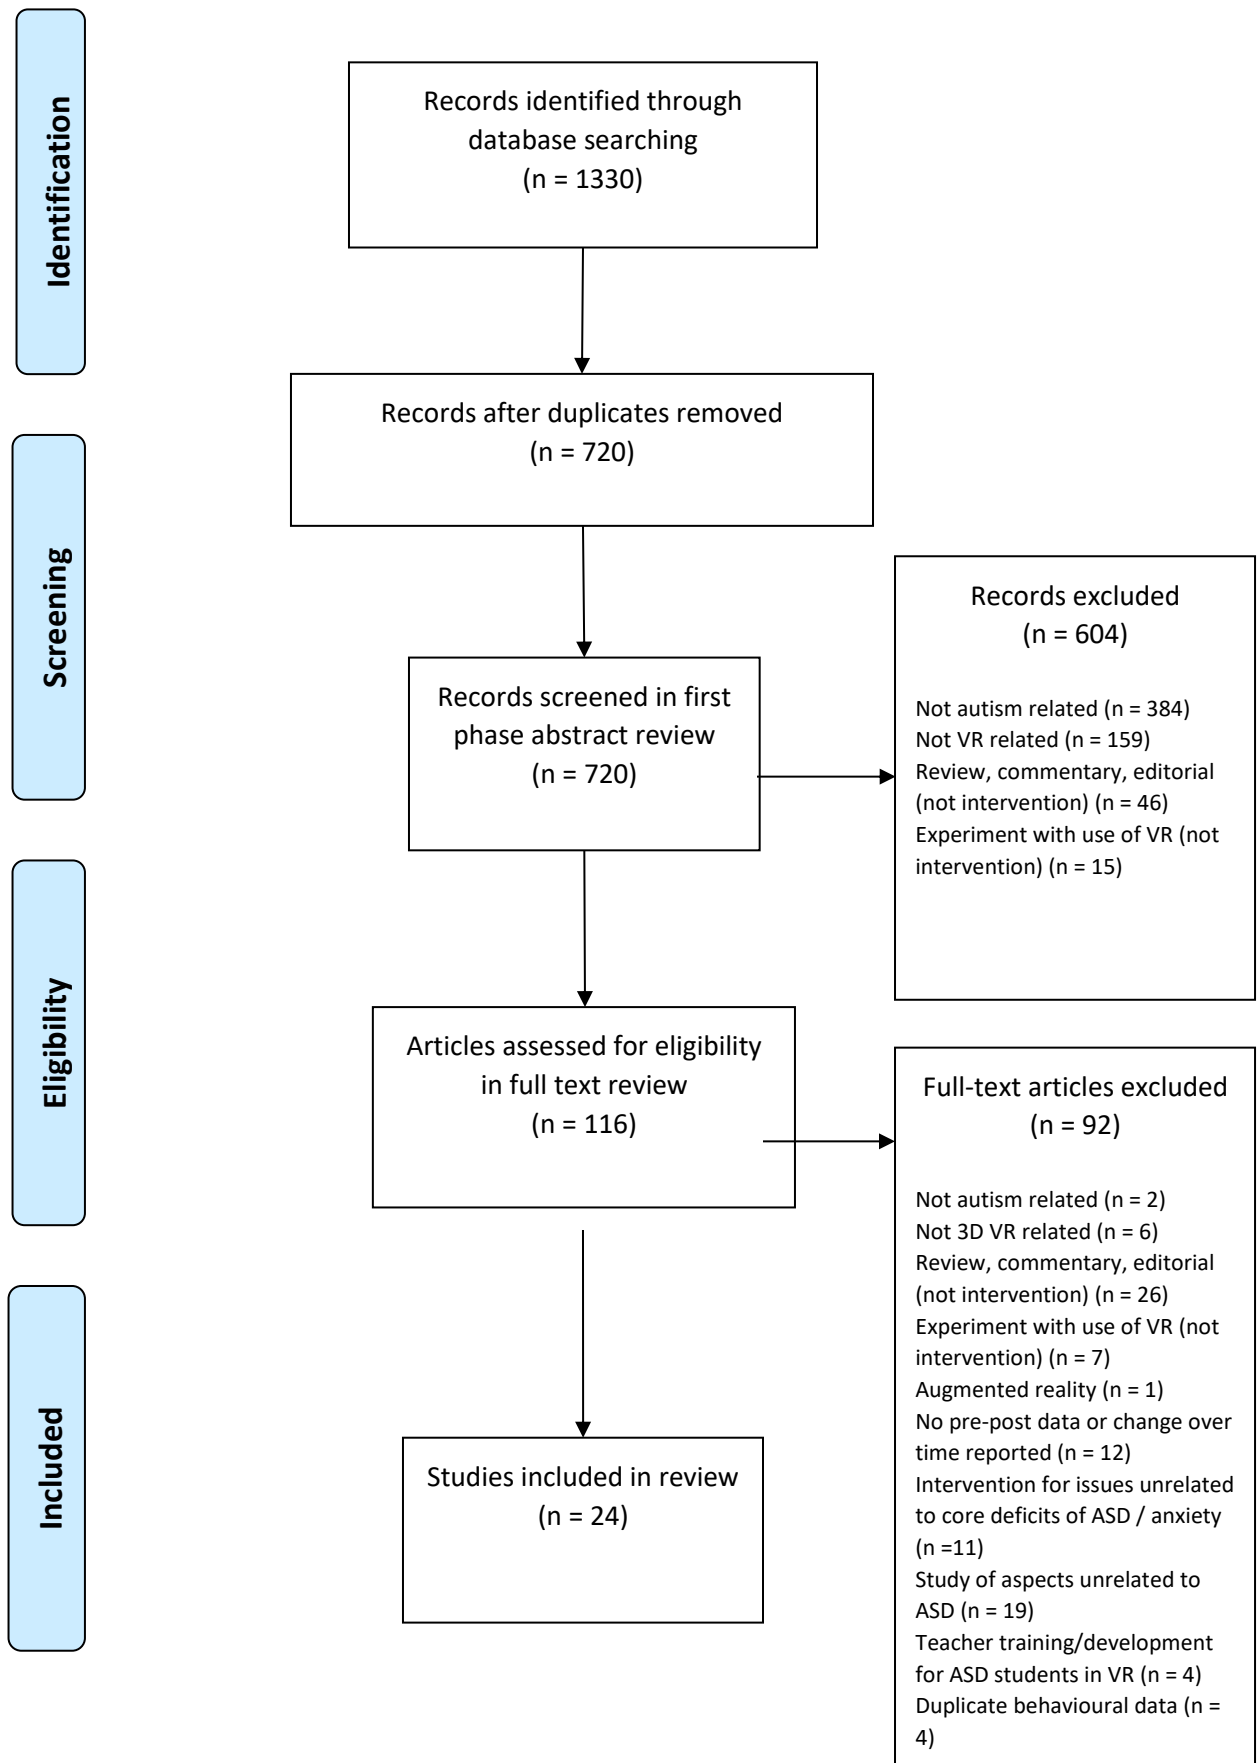 Identification
Records identified through
database searching
(n = 1330)
Records after duplicates removed
(n = 720)
Screening
Records screened in first
phase abstract review
(n = 720)
Records excluded
(n = 604)
Not autism related (n = 384)
Not VR related (n = 159)
Review, commentary, editorial
(not intervention) (n = 46)
Experiment with use of VR (not
intervention) (n = 15)
Eligibility
Articles assessed for eligibility
in full text review
(n = 116)
Full-text articles excluded
(n = 92)
Not autism related (n = 2)
Not 3D VR related (n = 6)
Review, commentary, editorial
(not intervention) (n = 26)
Experiment with use of VR (not
intervention) (n = 7)
Augmented reality (n = 1)
No pre-post data or change over
time reported (n = 12)
Intervention for issues unrelated
to core deficits of ASD / anxiety
(n =11)
Study of aspects unrelated to
ASD (n = 19)
Teacher training/development
for ASD students in VR (n = 4)
Duplicate behavioural data (n =
4)
Included
Studies included in review
(n = 24)